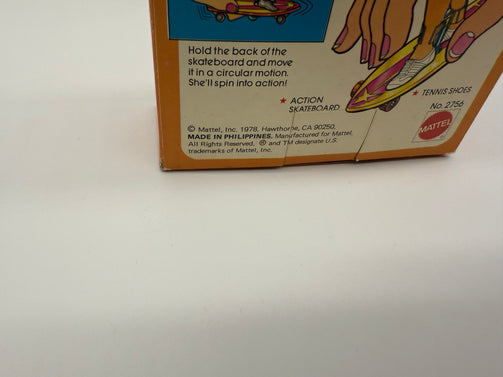 Hold the back of the
skateboard and move
it in a circular motion.
She'll spin into action!
★ ACTION
SKATEBOARD
★ TENNIS SHOES
No. 2756
MATTEL
© Mattel, Inc. 1978, Hawthorne, CA 90250.
MADE IN PHILIPPINES. Manufactured for Mattel.
All Rights Reserved. ® and TM designate U.S.
trademarks of Mattel, Inc.